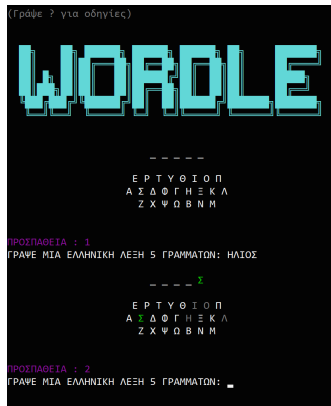 (Γράψε ? για οδηγίες)
WORDLE
_ _ _ _ _
Ε Ρ Τ Υ Θ Ι Ο Π
Α Σ Δ Φ Γ Η Ξ Κ Λ
Ζ Χ Ψ Ω Β Ν Μ
ΠΡΟΣΠΑΘΕΙΑ : 1
ΓΡΑΨΕ ΜΙΑ ΕΛΛΗΝΙΚΗ ΛΕΞΗ 5 ΓΡΑΜΜΑΤΩΝ: ΗΛΙΟΣ
_ _ _ _ Σ
Ε Ρ Τ Υ Θ Ι Ο Π
Α Σ Δ Φ Γ Η Ξ Κ Λ
Ζ Χ Ψ Ω Β Ν Μ
ΠΡΟΣΠΑΘΕΙΑ : 2
ΓΡΑΨΕ ΜΙΑ ΕΛΛΗΝΙΚΗ ΛΕΞΗ 5 ΓΡΑΜΜΑΤΩΝ: _